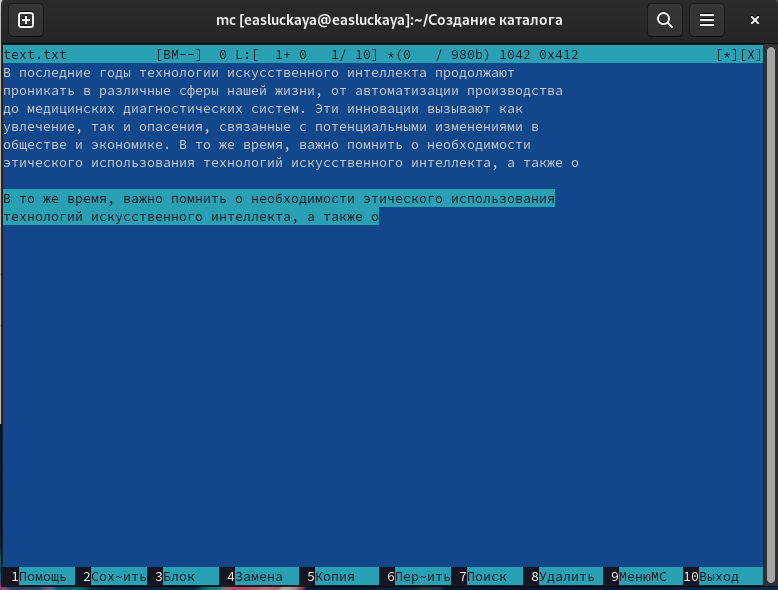 mc [easluckaya@easluckaya]:~/Создание каталога
text.txt [BM--] 0 L:[ 1+ 0 1/ 10] *(0 / 980b) 1042 0x412 [*][X]
В последние годы технологии искусственного интеллекта продолжают
проникать в различные сферы нашей жизни, от автоматизации производства
до медицинских диагностических систем. Эти инновации вызывают как
увлечение, так и опасения, связанные с потенциальными изменениями в
обществе и экономике. В то же время, важно помнить о необходимости
этического использования технологий искусственного интеллекта, а также о
В то же время, важно помнить о необходимости этического использования
технологий искусственного интеллекта, а также о
1Помощь 2Сох~ить 3Блок 4Замена 5Копия 6Пер~ить 7Поиск 8Удалить 9МенюMC 10Выход